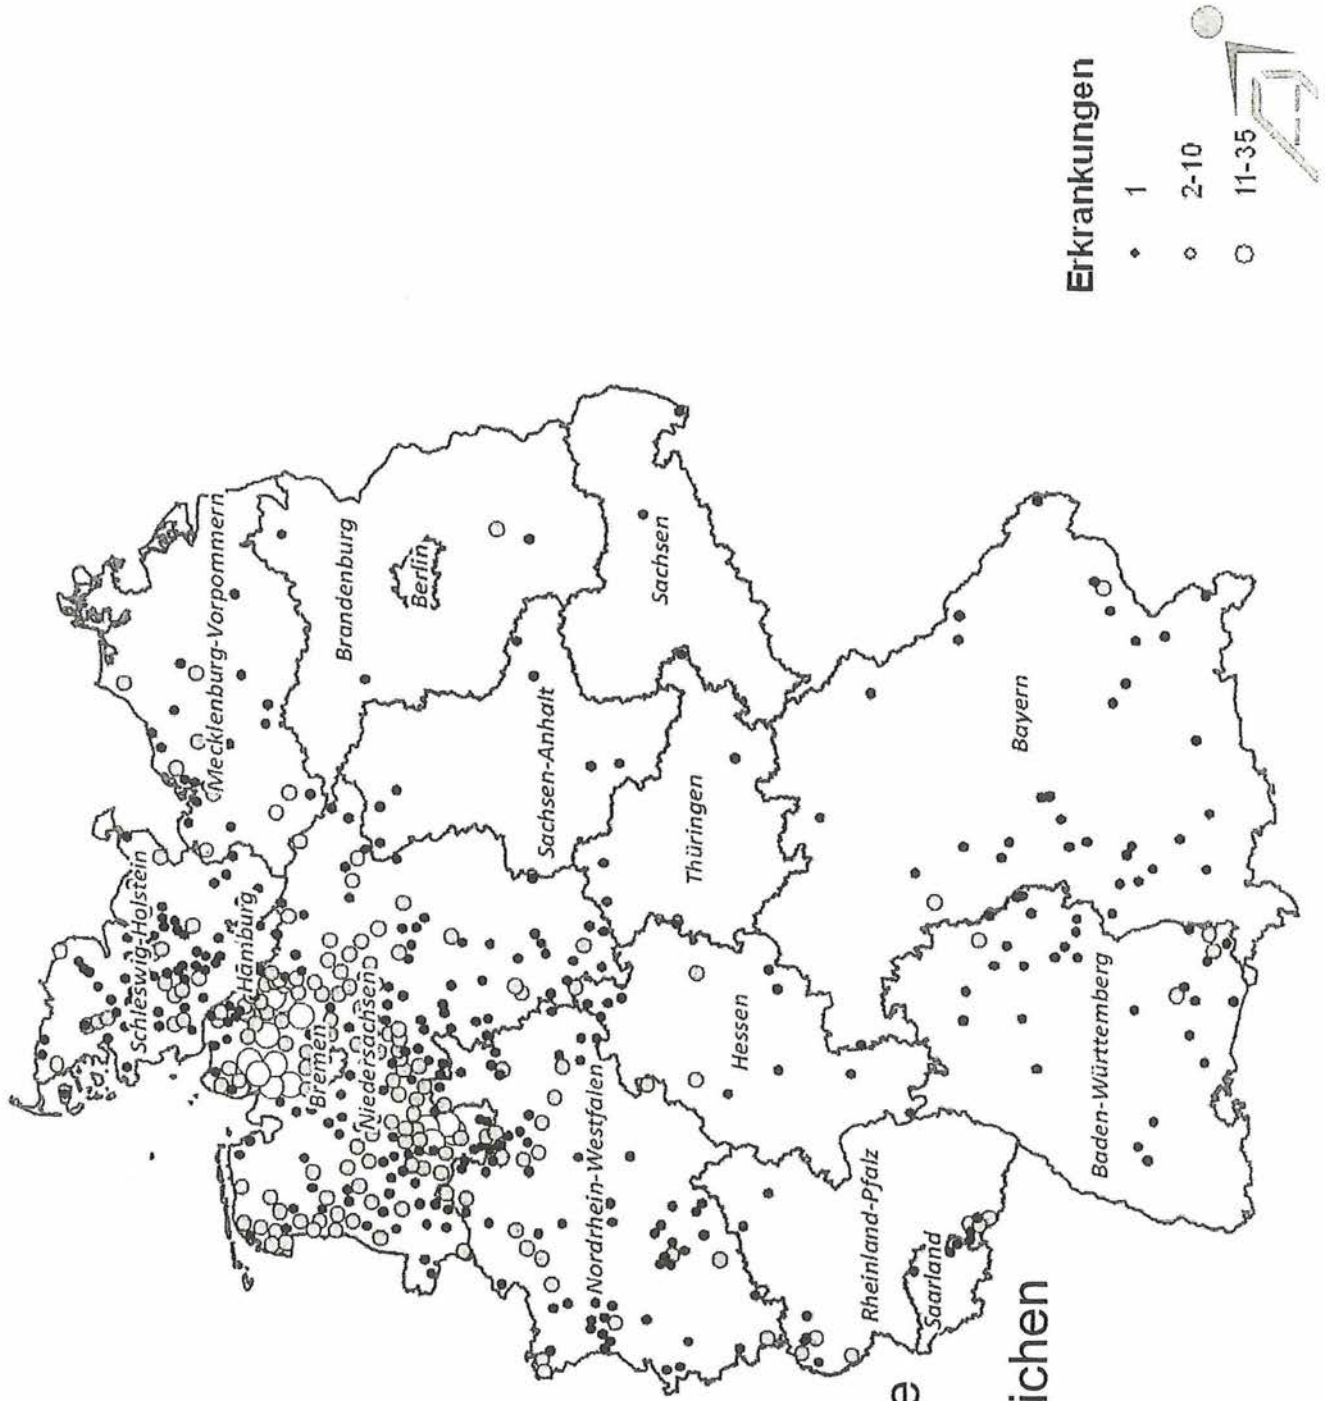 Schleswig-Holstein
Hamburg
Mecklenburg-Vorpommern
Bremen
Niedersachsen
Brandenburg
Berlin
Sachsen-Anhalt
Nordrhein-Westfalen
Sachsen
Thüringen
Hessen
Rheinland-Pfalz
Saarland
Bayern
Baden-Württemberg
e
ichen
Erkrankungen
1
2-10
11-35